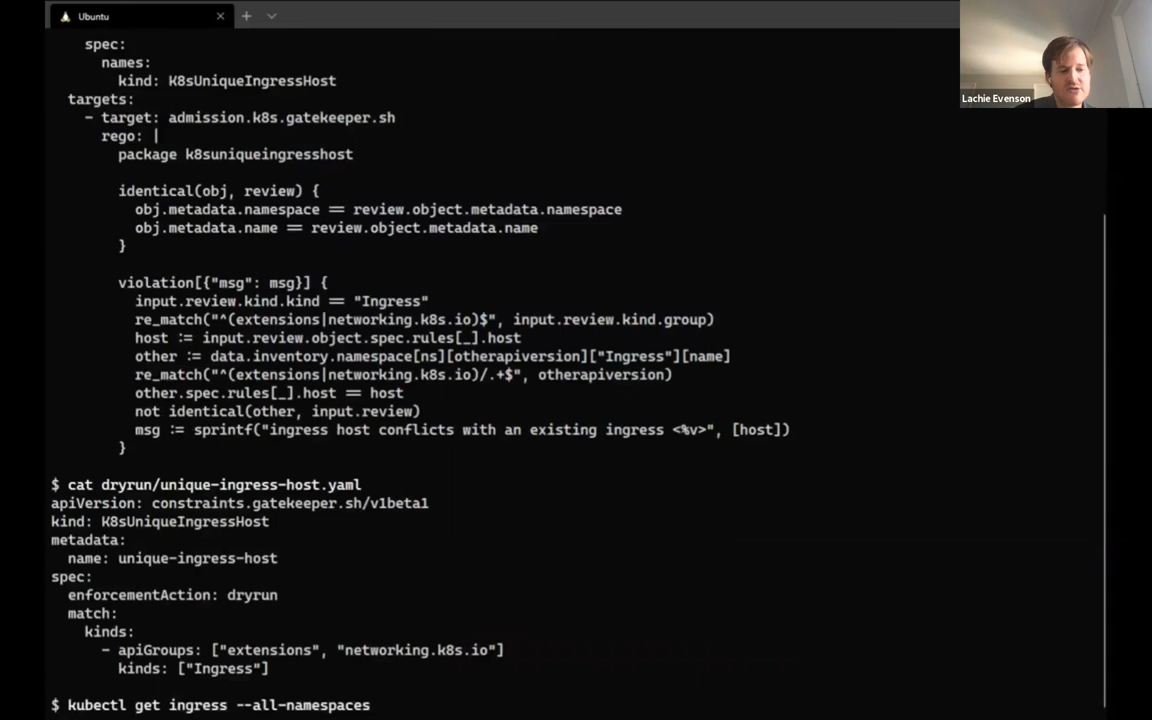 Ubuntu
spec:
names:
kind: K8sUniqueIngressHost
targets:
- target: admission.k8s.gatekeeper.sh
rego: |
package k8suniqueingresshost
identical(obj, review) {
obj.metadata.namespace == review.object.metadata.namespace
obj.metadata.name == review.object.metadata.name
}
violation[{"msg": msg}] {
input.review.kind.kind == "Ingress"
re_match("^(extensions|networking.k8s.io)$", input.review.kind.group)
host := input.review.object.spec.rules[_].host
other := data.inventory.namespace[ns][otherapiversion]["Ingress"][name]
re_match("^(extensions|networking.k8s.io)/.+$", otherapiversion)
other.spec.rules[_].host == host
not identical(other, input.review)
msg := sprintf("ingress host conflicts with an existing ingress <%v>", [host])
}
$ cat dryrun/unique-ingress-host.yaml
apiVersion: constraints.gatekeeper.sh/v1beta1
kind: K8sUniqueIngressHost
metadata:
name: unique-ingress-host
spec:
enforcementAction: dryrun
match:
kinds:
- apiGroups: ["extensions", "networking.k8s.io"]
kinds: ["Ingress"]
$ kubectl get ingress --all-namespaces
Lachie Evenson